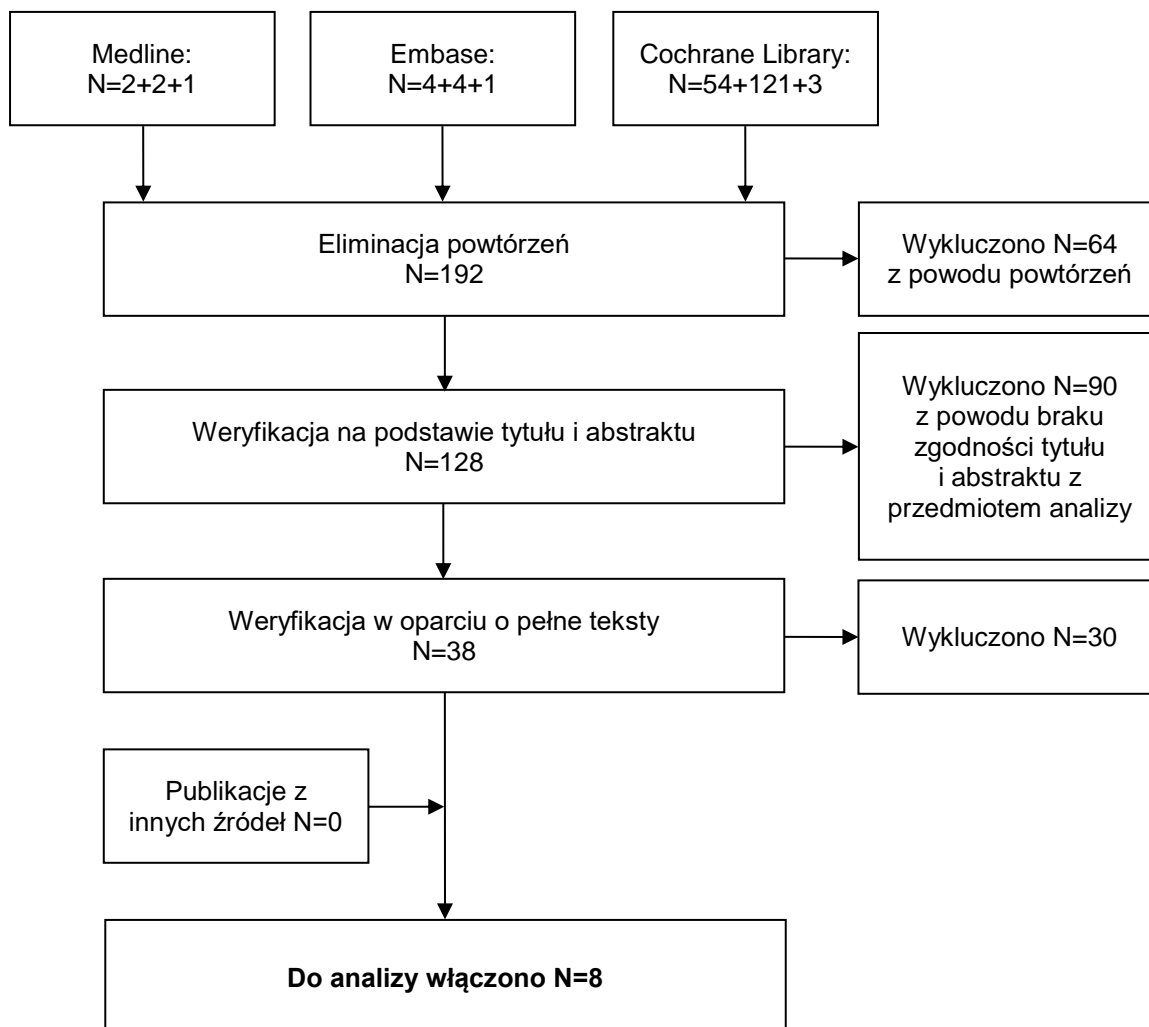 Medline:
N=2+2+1
Embase:
N=4+4+1
Cochrane Library:
N=54+121+3
Eliminacja powtórzeń
N=192
Wykluczono N=64
z powodu powtórzeń
Weryfikacja na podstawie tytułu i abstraktu
N=128
Wykluczono N=90
z powodu braku
zgodności tytułu
i abstraktu z
przedmiotem analizy
Weryfikacja w oparciu o pełne teksty
N=38
Wykluczono N=30
Publikacje z
innych źródeł N=0
Do analizy włączono N=8